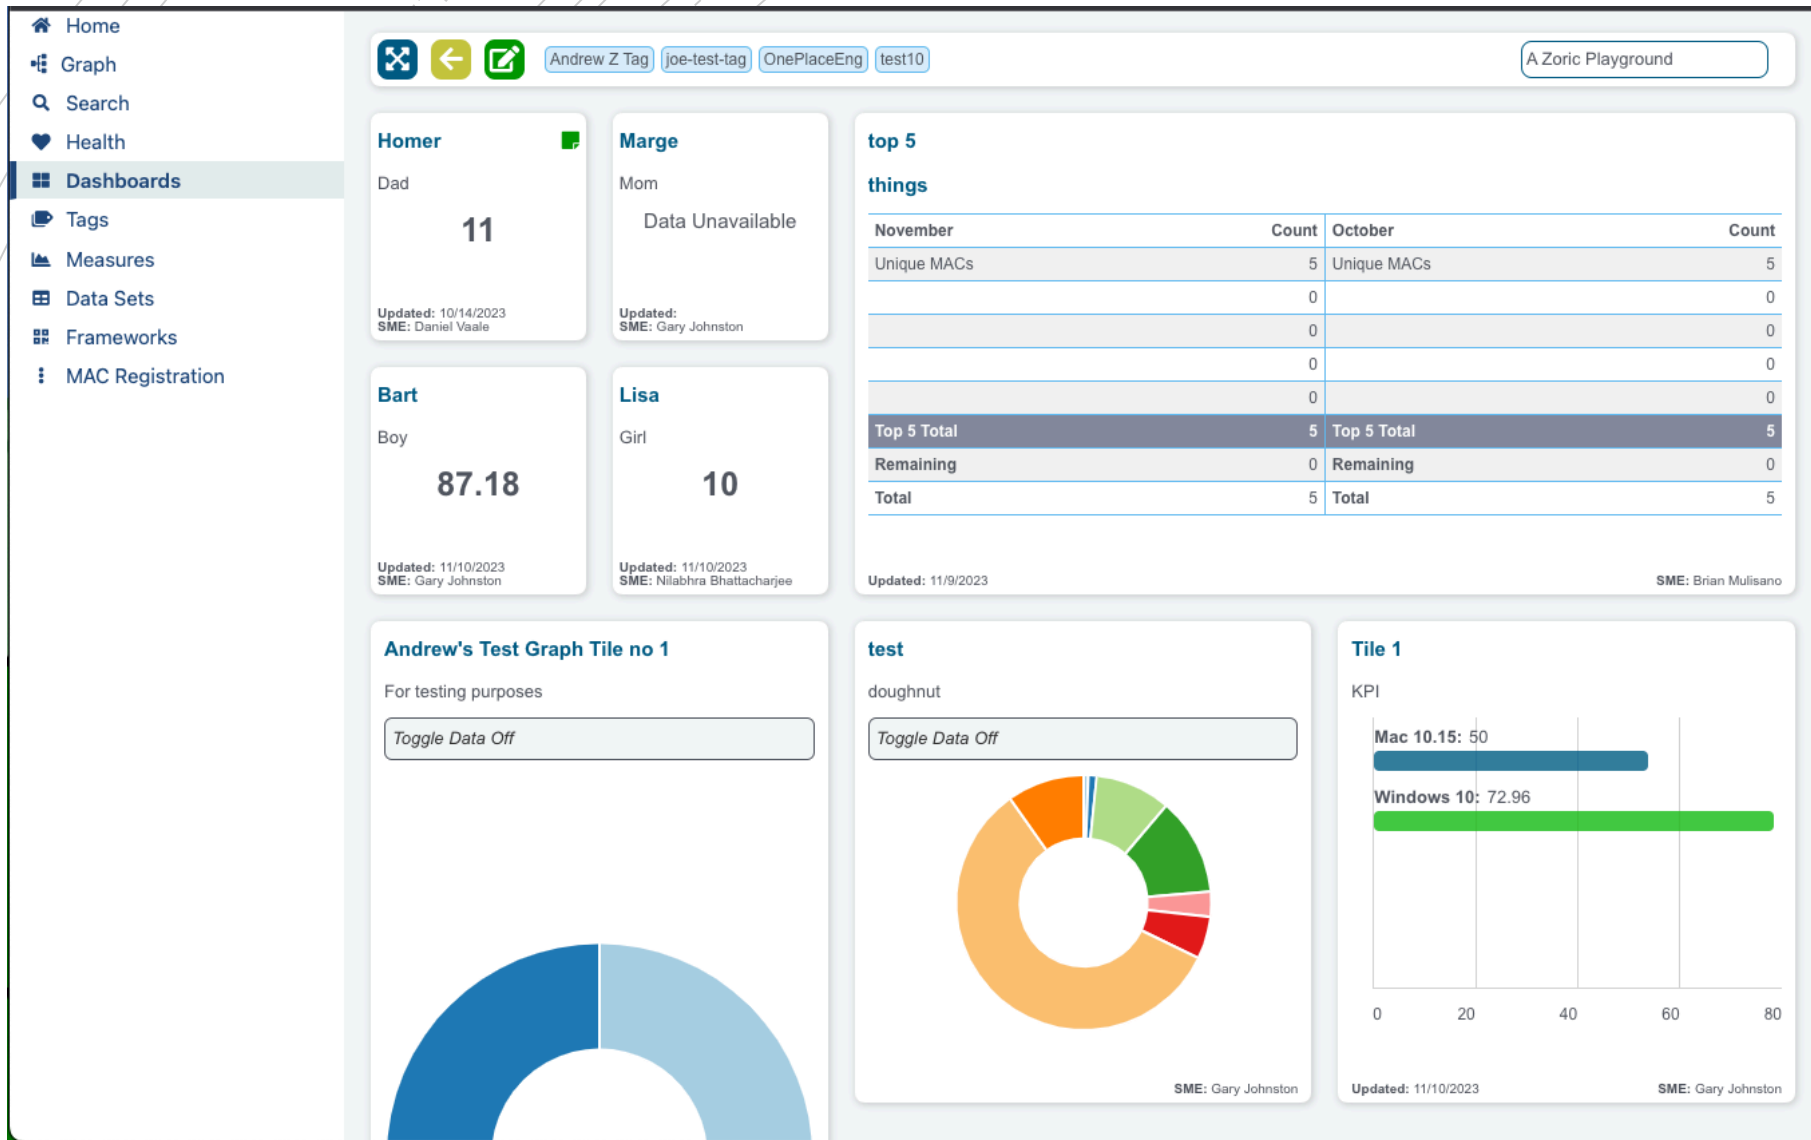 Home
Graph
Search
Health
Dashboards
Tags
Measures
Data Sets
Frameworks
MAC Registration
Andrew Z Tag joe-test-tag OnePlaceEng test10
A Zoric Playground
Homer
Dad
11
Updated: 10/14/2023
SME: Daniel Vaale
Marge
Mom
Data Unavailable
Updated:
SME: Gary Johnston
top 5
things
November Count October Count
Unique MACs 5 Unique MACs 5
0 0
0 0
0 0
0 0
Top 5 Total 5 Top 5 Total 5
Remaining 0 Remaining 0
Total 5 Total 5
Updated: 11/9/2023 SME: Brian Mulisano
Bart
Boy
87.18
Updated: 11/10/2023
SME: Gary Johnston
Lisa
Girl
10
Updated: 11/10/2023
SME: Nilabhra Bhattacharjee
Andrew's Test Graph Tile no 1
For testing purposes
Toggle Data Off
test
doughnut
Toggle Data Off
SME: Gary Johnston
Tile 1
KPI
Mac 10.15: 50
Windows 10: 72.96
0 20 40 60 80
Updated: 11/10/2023 SME: Gary Johnston